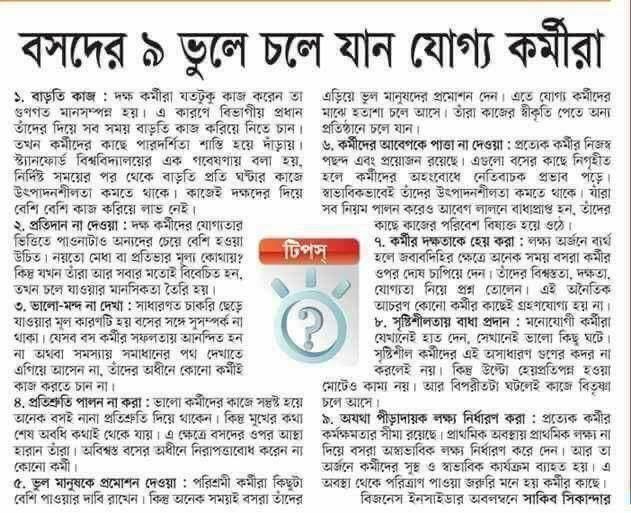 বসদের ৯ ভুলে চলে যান যোগ্য কর্মীরা
১. বাড়তি কাজ : দক্ষ কর্মীরা যতটুকু কাজ করেন তা
গুণগত মানসম্পন্ন হয়। এ কারণে বিভাগীয় প্রধান
তাঁদের দিয়ে সব সময় বাড়তি কাজ করিয়ে নিতে চান।
তখন কর্মীদের কাছে পারদর্শিতা শাস্তি হয়ে দাঁড়ায়।
স্ট্যানফোর্ড বিশ্ববিদ্যালয়ের এক গবেষণায় বলা হয়,
নির্দিষ্ট সময়ের পর থেকে বাড়তি প্রতি ঘণ্টার কাজে
উৎপাদনশীলতা কমতে থাকে। কাজেই দক্ষদের দিয়ে
বেশি বেশি কাজ করিয়ে লাভ নেই।
২. প্রতিদান না দেওয়া : দক্ষ কর্মীদের যোগ্যতার
ভিত্তিতে পাওনাটাও অন্যদের চেয়ে বেশি হওয়া
উচিত। নয়তো মেধা বা প্রতিভার মূল্য কোথায়?
কিন্তু যখন তাঁরা আর সবার মতোই বিবেচিত হন,
তখন চলে যাওয়ার মানসিকতা তৈরি হয়।
৩. ভালো-মন্দ না দেখা : সাধারণত চাকরি ছেড়ে
যাওয়ার মূল কারণটি হয় বসের সঙ্গে সুসম্পর্ক না
থাকা। যেসব বস কর্মীর সফলতায় আনন্দিত হন
না অথবা সমস্যায় সমাধানের পথ দেখাতে
এগিয়ে আসেন না, তাঁদের অধীনে কোনো কর্মীই
কাজ করতে চান না।
৪. প্রতিশ্রুতি পালন না করা : ভালো কর্মীদের কাজে সন্তুষ্ট হয়ে
অনেক বসই নানা প্রতিশ্রুতি দিয়ে থাকেন। কিন্তু মুখের কথা
শেষ অবধি কথাই থেকে যায়। এ ক্ষেত্রে বসদের ওপর আস্থা
হারান তাঁরা। অবিশ্বস্ত বসের অধীনে নিরাপত্তাবোধ করেন না
কোনো কর্মী।
৫. ভুল মানুষকে প্রমোশন দেওয়া : পরিশ্রমী কর্মীরা কিছুটা
বেশি পাওয়ার দাবি রাখেন। কিন্তু অনেক সময়ই বসরা তাঁদের
এড়িয়ে ভুল মানুষদের প্রমোশন দেন। এতে যোগ্য কর্মীদের
মাঝে হতাশা চলে আসে। তাঁরা কাজের স্বীকৃতি পেতে অন্য
প্রতিষ্ঠানে চলে যান।
৬. কর্মীদের আবেগকে পাত্তা না দেওয়া : প্রত্যেক কর্মীর নিজস্ব
পছন্দ এবং প্রয়োজন রয়েছে। এগুলো বসের কাছে নিগৃহীত
হলে কর্মীদের অহংবোধে নেতিবাচক প্রভাব পড়ে।
স্বাভাবিকভাবেই তাঁদের উৎপাদনশীলতা কমতে থাকে। যাঁরা
সব নিয়ম পালন করেও আবেগ লালনে বাধাপ্রাপ্ত হন, তাঁদের
কাছে কাজের পরিবেশ বিষাক্ত হয়ে ওঠে।
৭. কর্মীর দক্ষতাকে হেয় করা : লক্ষ্য অর্জনে ব্যর্থ
হলে জবাবদিহির ক্ষেত্রে অনেক সময় বসরা কর্মীর
ওপর দোষ চাপিয়ে দেন। তাঁদের বিশ্বস্ততা, দক্ষতা,
যোগ্যতা নিয়ে প্রশ্ন তোলেন। এই অনৈতিক
আচরণ কোনো কর্মীর কাছেই গ্রহণযোগ্য হয় না।
৮. সৃষ্টিশীলতায় বাধা প্রদান : মনোযোগী কর্মীরা
যেখানেই হাত দেন, সেখানেই ভালো কিছু ঘটে।
সৃষ্টিশীল কর্মীদের এই অসাধারণ গুণের কদর না
করলেই নয়। কিন্তু উল্টো হেয়প্রতিপন্ন হওয়া
মোটেও কাম্য নয়। আর বিপরীতটা ঘটলেই কাজে বিতৃষ্ণা
চলে আসে।
৯. অযথা পীড়াদায়ক লক্ষ্য নির্ধারণ করা : প্রত্যেক কর্মীর
কর্মক্ষমতার সীমা রয়েছে। প্রাথমিক অবস্থায় প্রাথমিক লক্ষ্য না
দিয়ে বসরা অস্বাভাবিক লক্ষ্য নির্ধারণ করে দেন। আর তা
অর্জনে কর্মীদের সুস্থ ও স্বাভাবিক কার্যক্রম ব্যাহত হয়। এ
অবস্থা থেকে পরিত্রাণ পাওয়া জরুরি মনে হয় কর্মীর কাছে।
বিজনেস ইনসাইডার অবলম্বনে সাকিব সিকান্দার
টিপস্